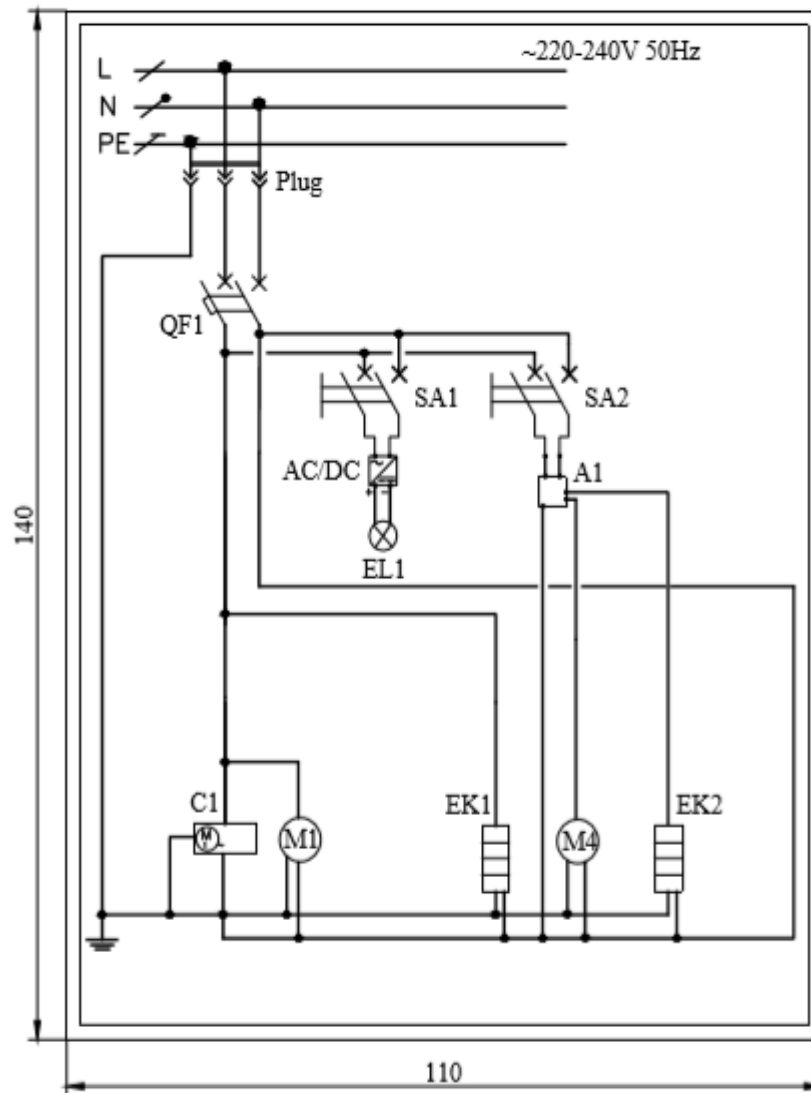 ~220-240V 50Hz
L
N
PE
Plug
QF1
SA1
SA2
AC/DC
A1
+ -
EL1
140
C1
EK1
EK2
M
M1
M4
110